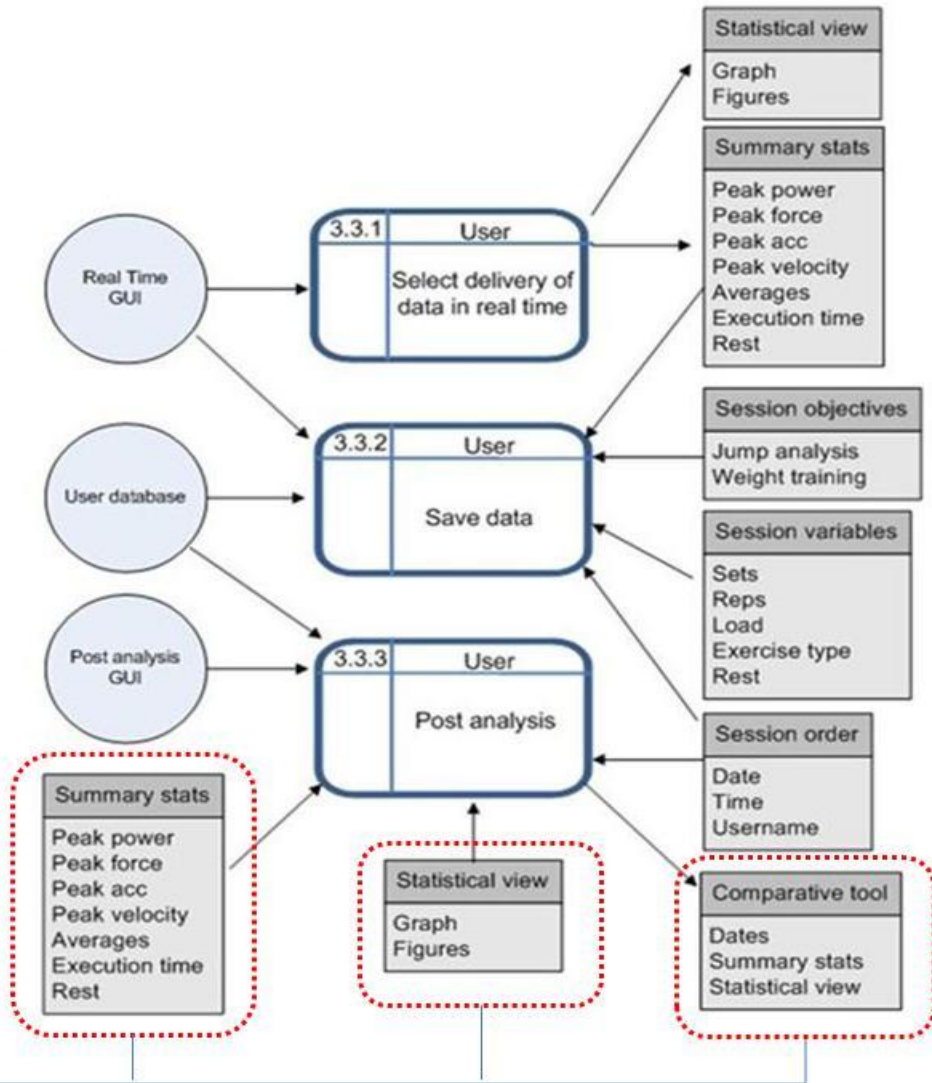 Statistical view
Graph
Figures
Summary stats
Peak power
Peak force
Peak acc
Peak velocity
Averages
Execution time
Rest
Real Time
GUI
3.3.1
User
Select delivery of
data in real time
Session objectives
Jump analysis
Weight training
User database
3.3.2
User
Save data
Session variables
Sets
Reps
Load
Exercise type
Rest
Post analysis
GUI
3.3.3
User
Post analysis
Session order
Date
Time
Username
Summary stats
Peak power
Peak force
Peak acc
Peak velocity
Averages
Execution time
Rest
Statistical view
Graph
Figures
Comparative tool
Dates
Summary stats
Statistical view